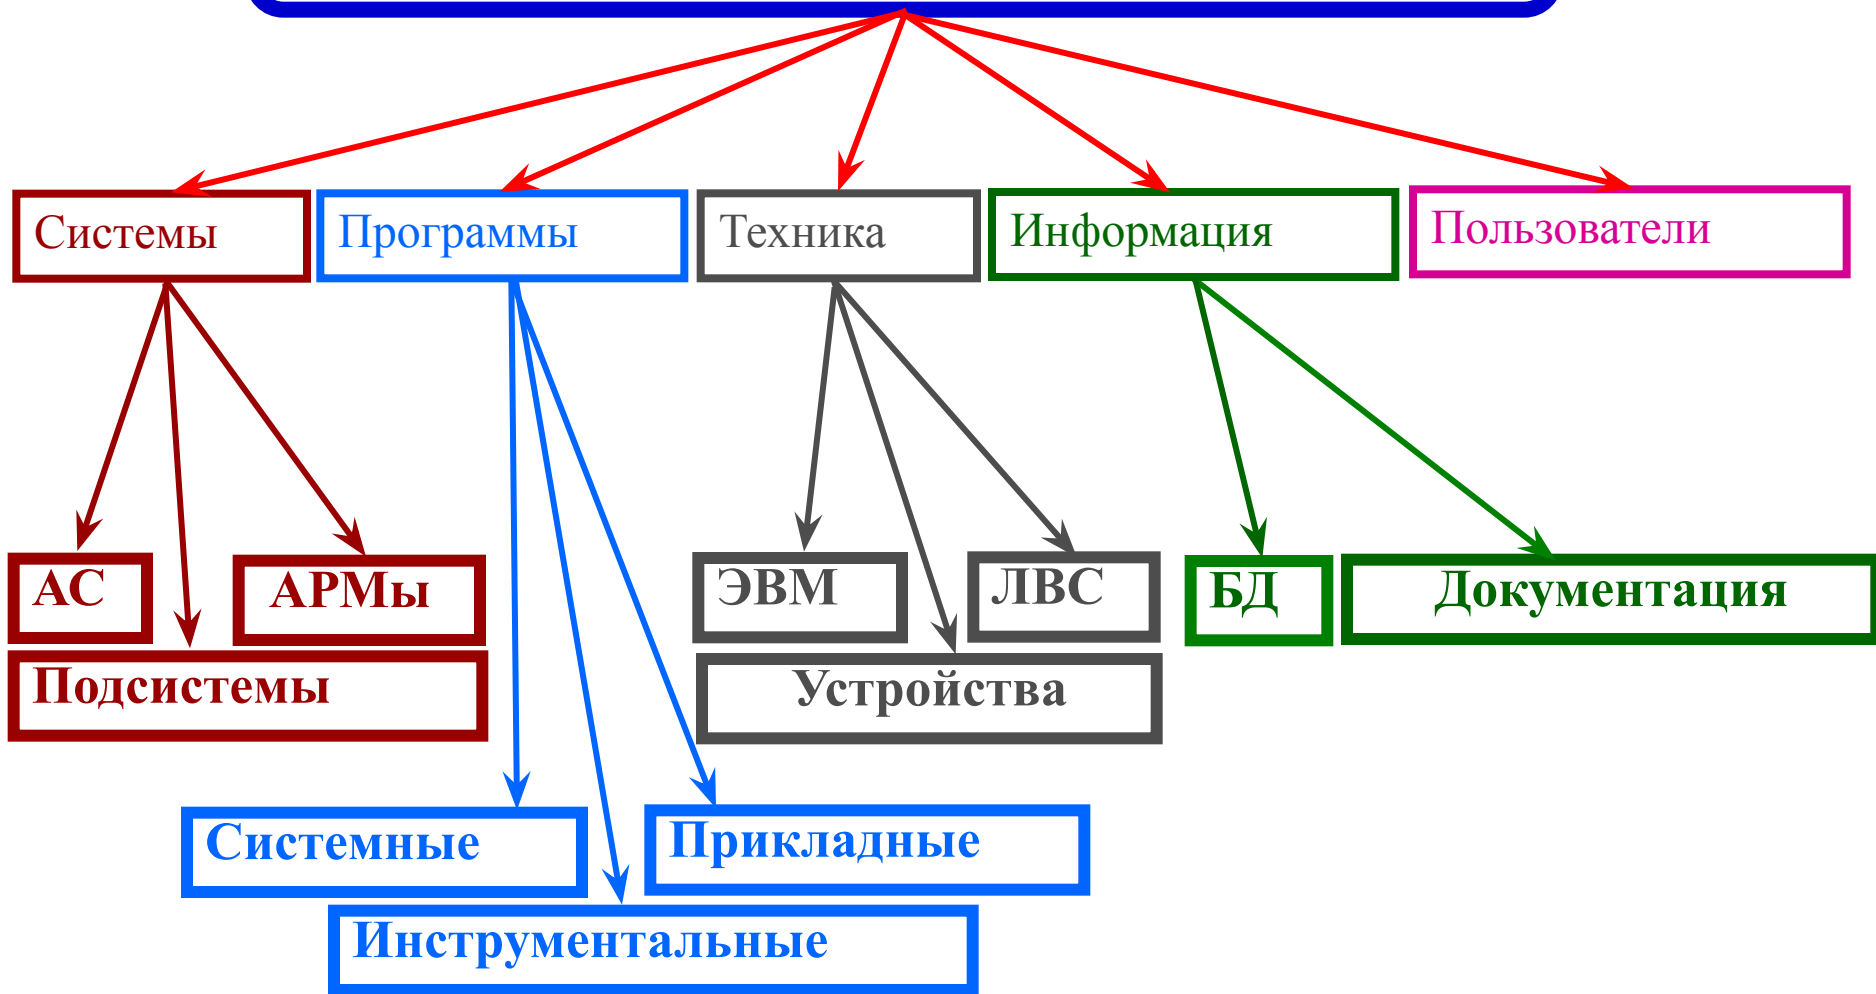 Системы
Программы
Техника
Информация
Пользователи
АС
АРМы
Подсистемы
ЭВМ
ЛВС
Устройства
БД
Документация
Системные
Прикладные
Инструментальные